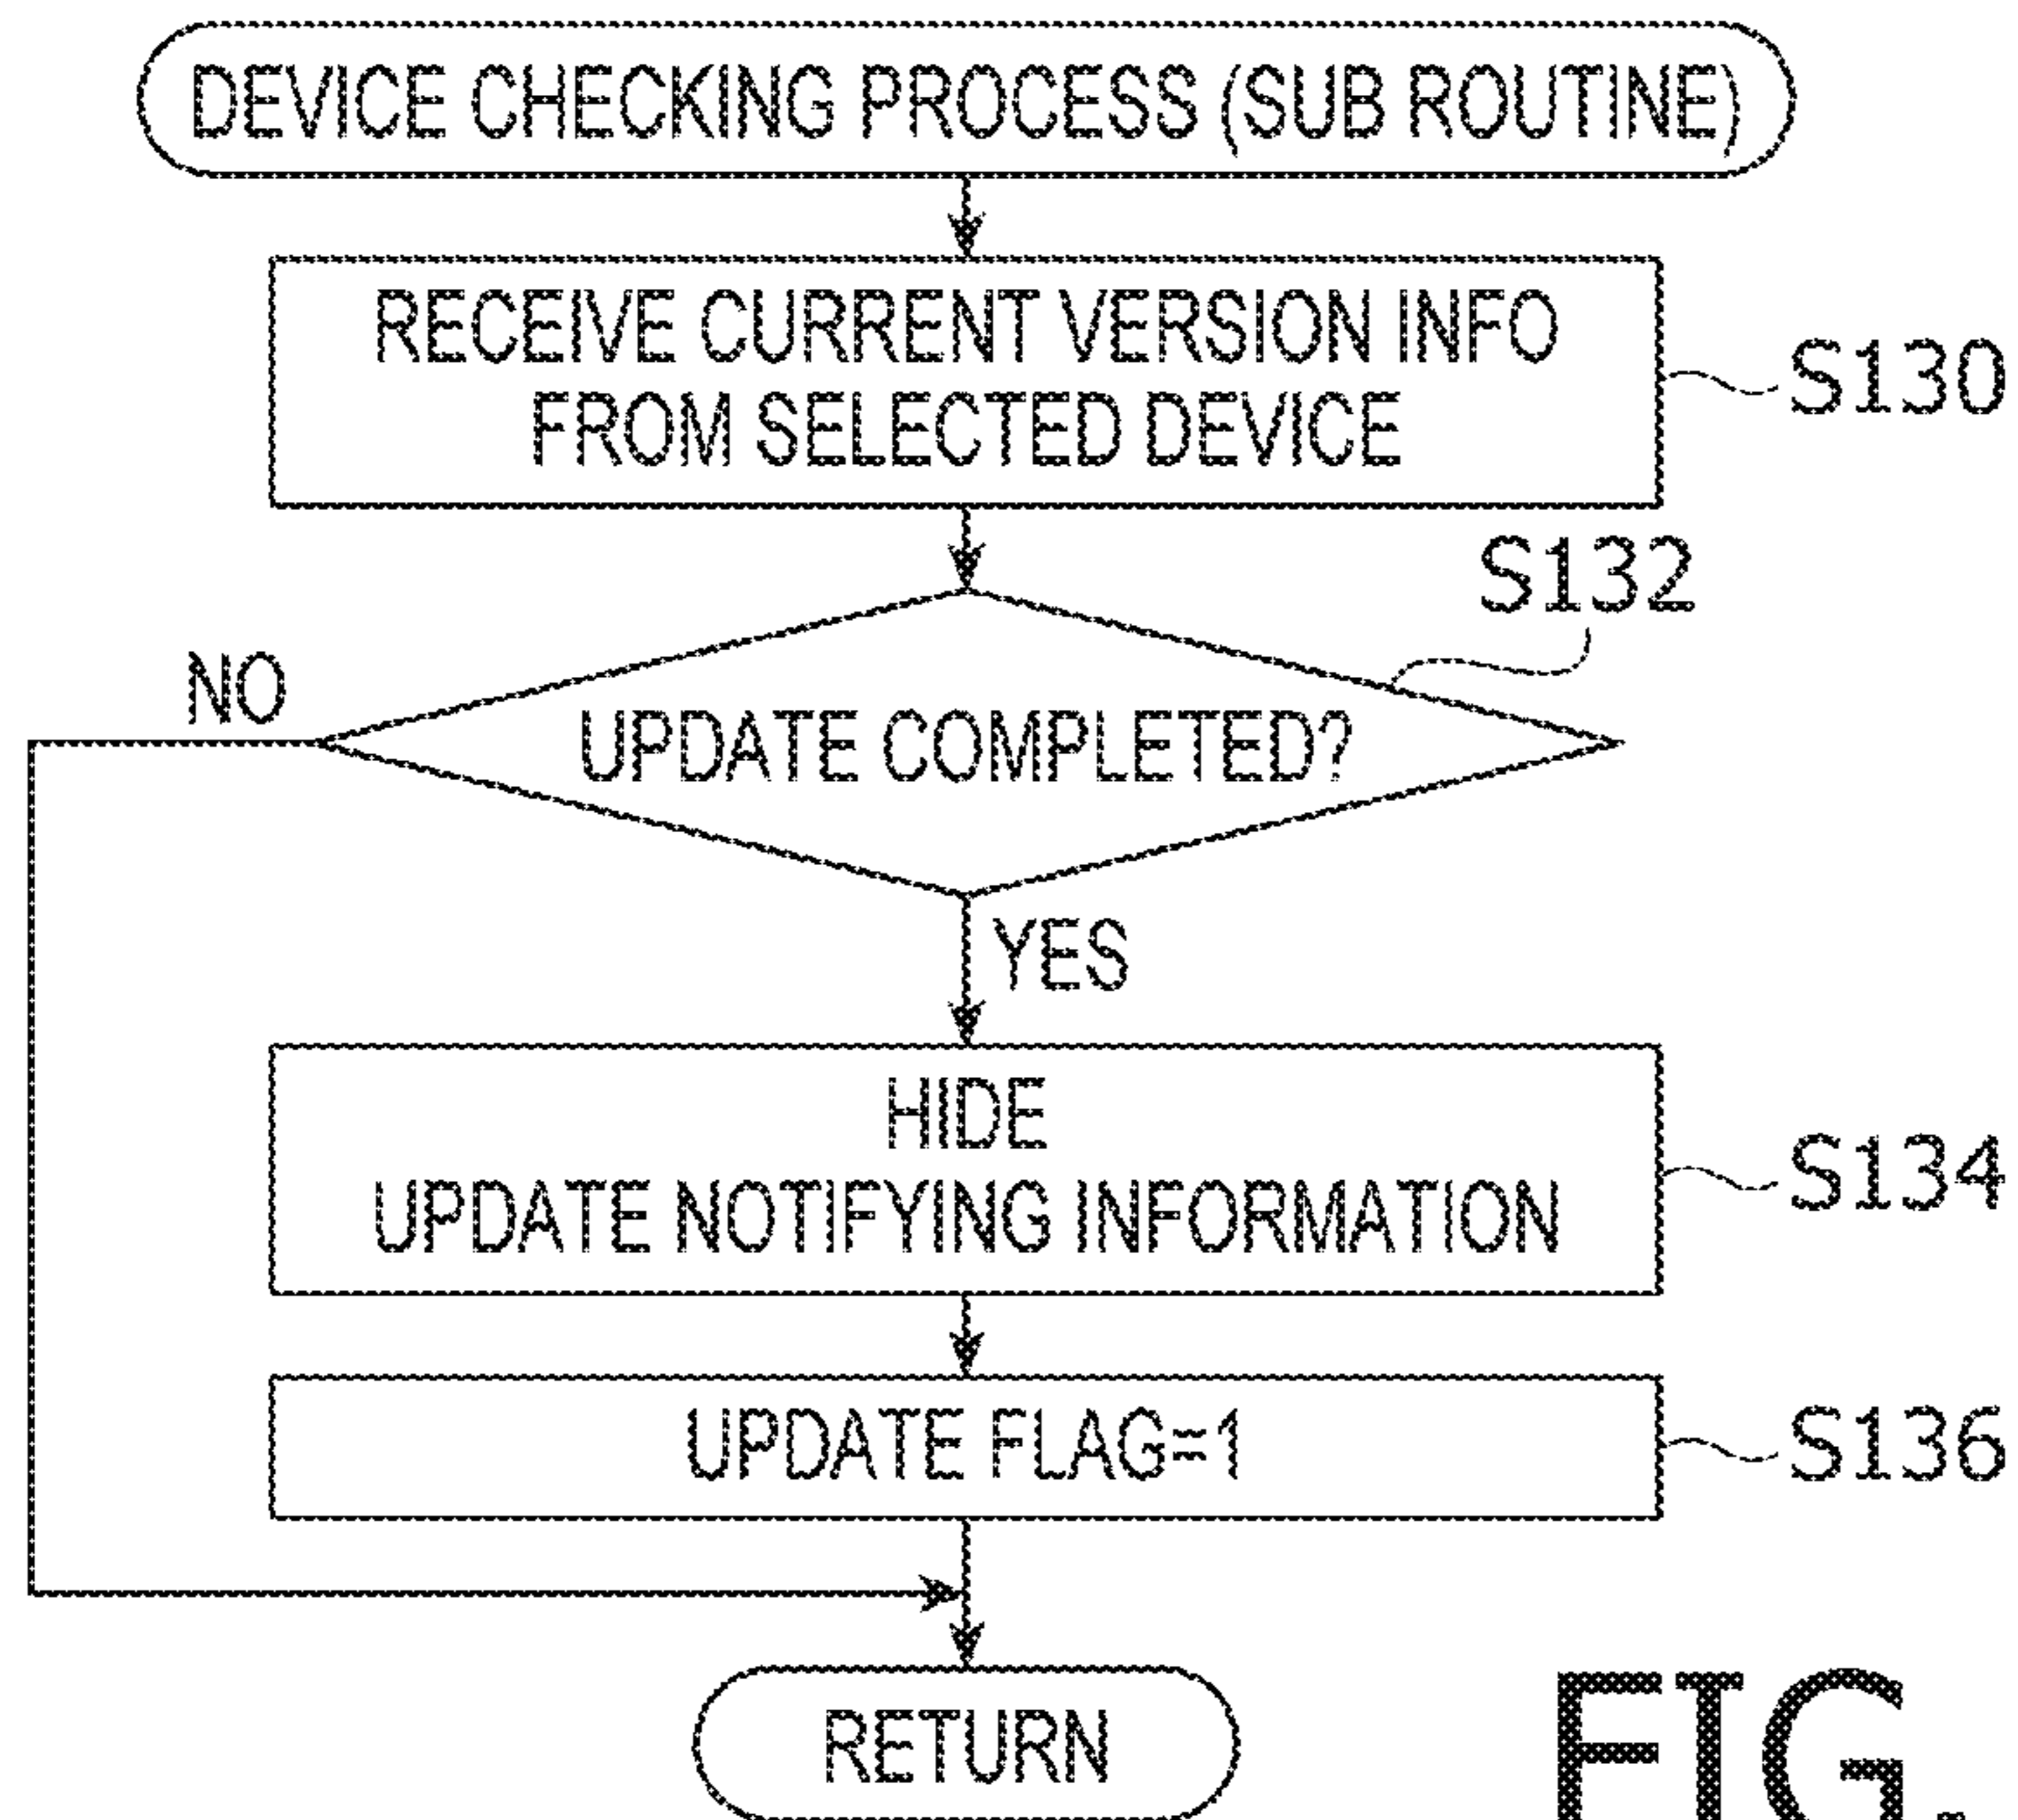 DEVICE CHECKING PROCESS (SUB ROUTINE)
RECEIVE CURRENT VERSION INFO
FROM SELECTED DEVICE
S130
S132
NO
UPDATE COMPLETED?
YES
HIDE
UPDATE NOTIFYING INFORMATION
S134
UPDATE FLAG=1
S136
RETURN
FIG.